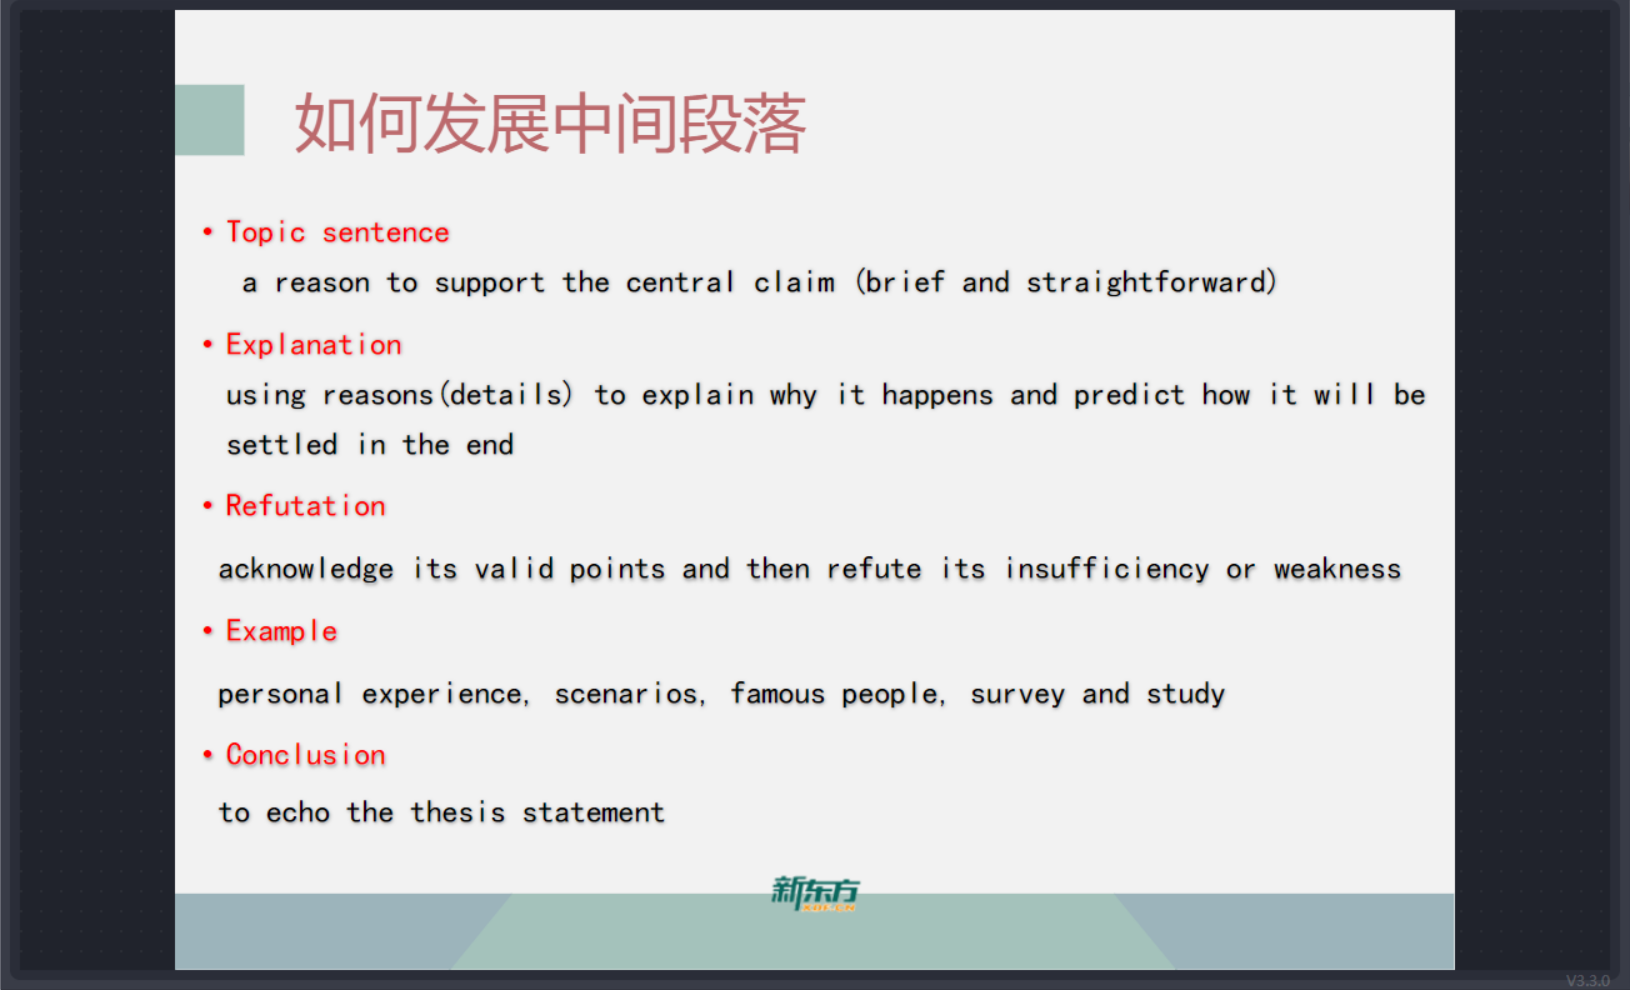 如何发展中间段落
• Topic sentence
a reason to support the central claim (brief and straightforward)
• Explanation
using reasons(details) to explain why it happens and predict how it will be
settled in the end
• Refutation
acknowledge its valid points and then refute its insufficiency or weakness
• Example
personal experience, scenarios, famous people, survey and study
• Conclusion
to echo the thesis statement
新东方
V3.3.0